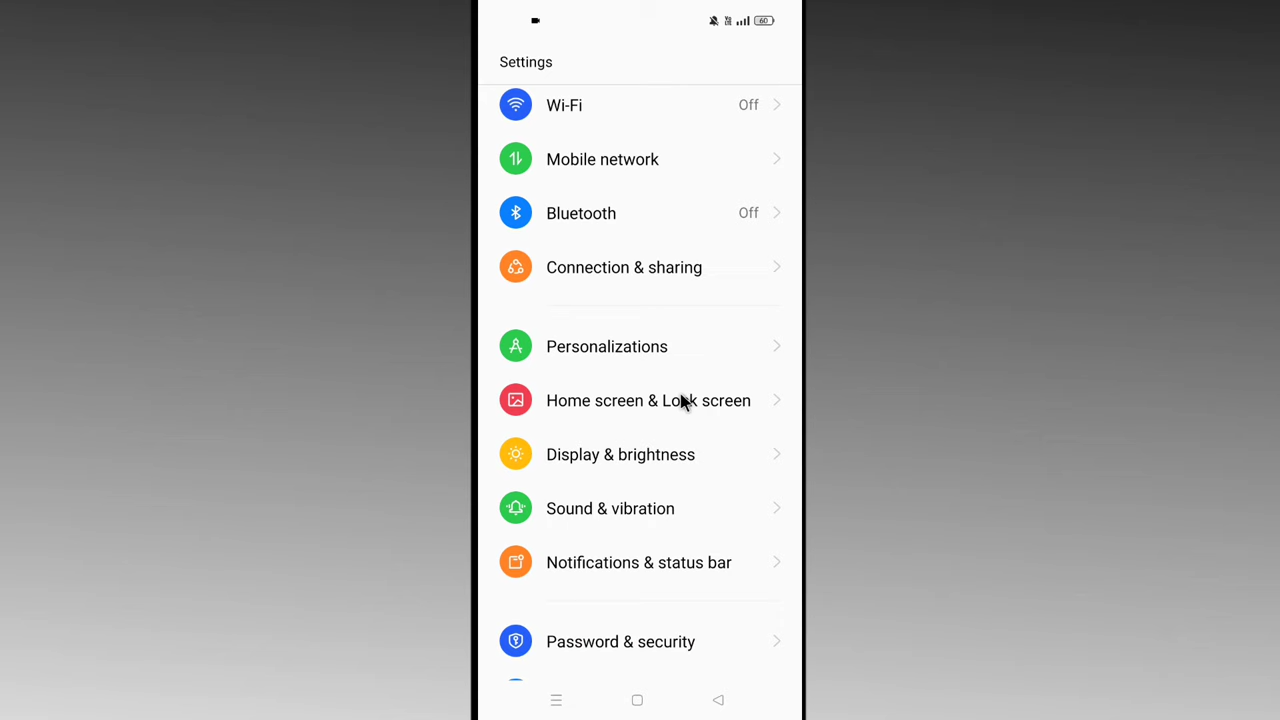 60
Settings
Wi-Fi Off
Mobile network
Bluetooth Off
Connection & sharing
Personalizations
Home screen & Lock screen
Display & brightness
Sound & vibration
Notifications & status bar
Password & security